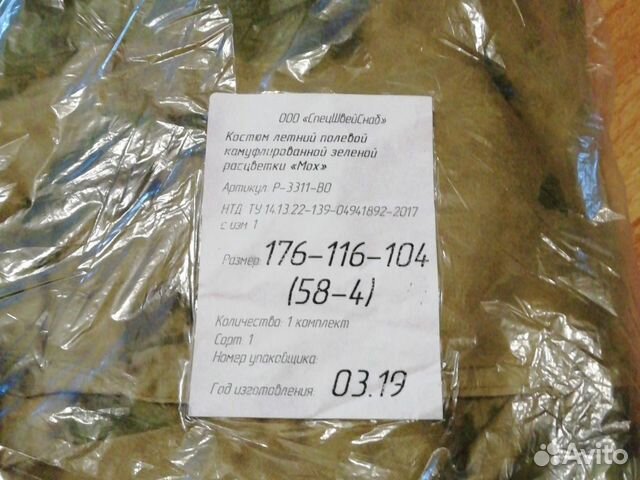 ООО «СпецШвейСнаб»
Костюм летний полевой
камуфлированной зеленой
расцветки «Мох»
Артикул Р-3311-ВО
НТД ТУ 14.13.22-139-04941892-2017
с изм. 1
Размер: 176-116-104
(58-4)
Количество: 1 комплект
Сорт: 1
Номер упаковщика:
Год изготовления: 03.19
Avito